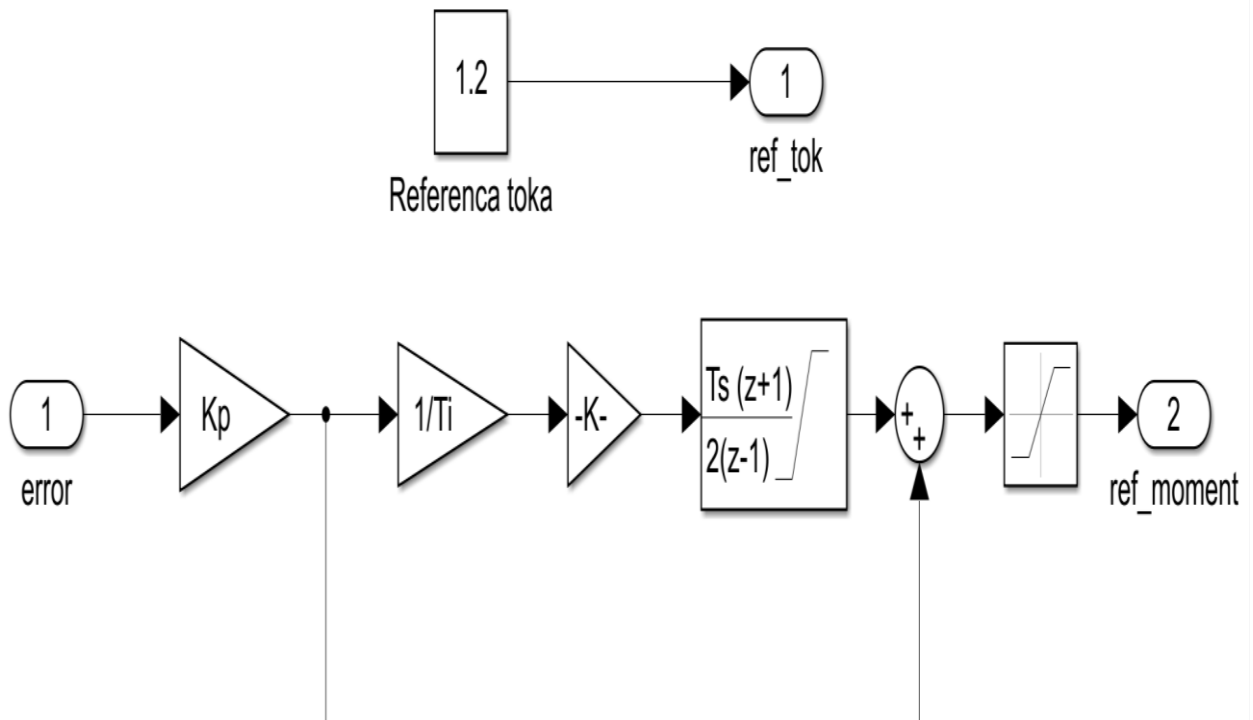 1.2
1
ref_tok
Referenca toka
1
error
Kp
1/Ti
-K-
Ts (z+1)
2(z-1)
+
+
2
ref_moment